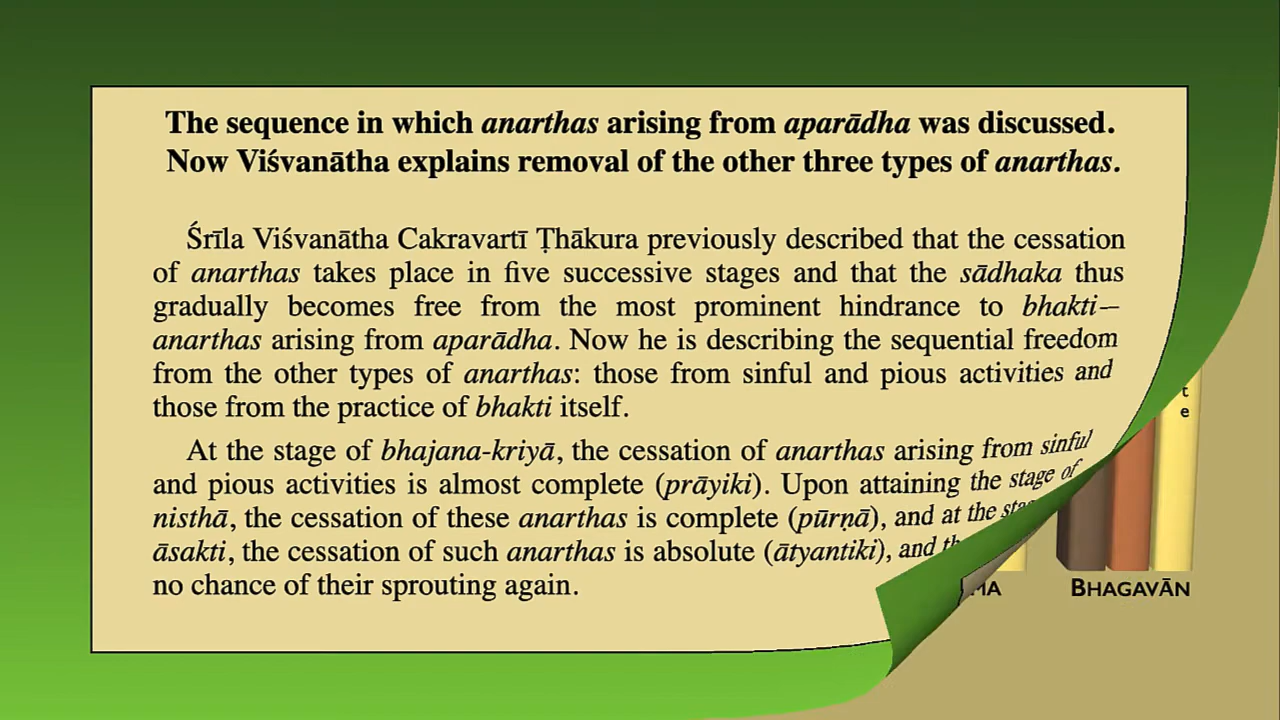 The sequence in which anarthas arising from aparādha was discussed.
Now Viśvanātha explains removal of the other three types of anarthas.
Śrīla Viśvanātha Cakravartī Ṭhākura previously described that the cessation
of anarthas takes place in five successive stages and that the sādhaka thus
gradually becomes free from the most prominent hindrance to bhakti—
anarthas arising from aparādha. Now he is describing the sequential freedom
from the other types of anarthas: those from sinful and pious activities and
those from the practice of bhakti itself.
At the stage of bhajana-kriyā, the cessation of anarthas arising from sinful
and pious activities is almost complete (prāyiki). Upon attaining the stage of
nisthā, the cessation of these anarthas is complete (pūrṇā), and at the
āsakti, the cessation of such anarthas is absolute (ātyantiki), and
no chance of their sprouting again.
t
e
MA
BHAGAVĀN